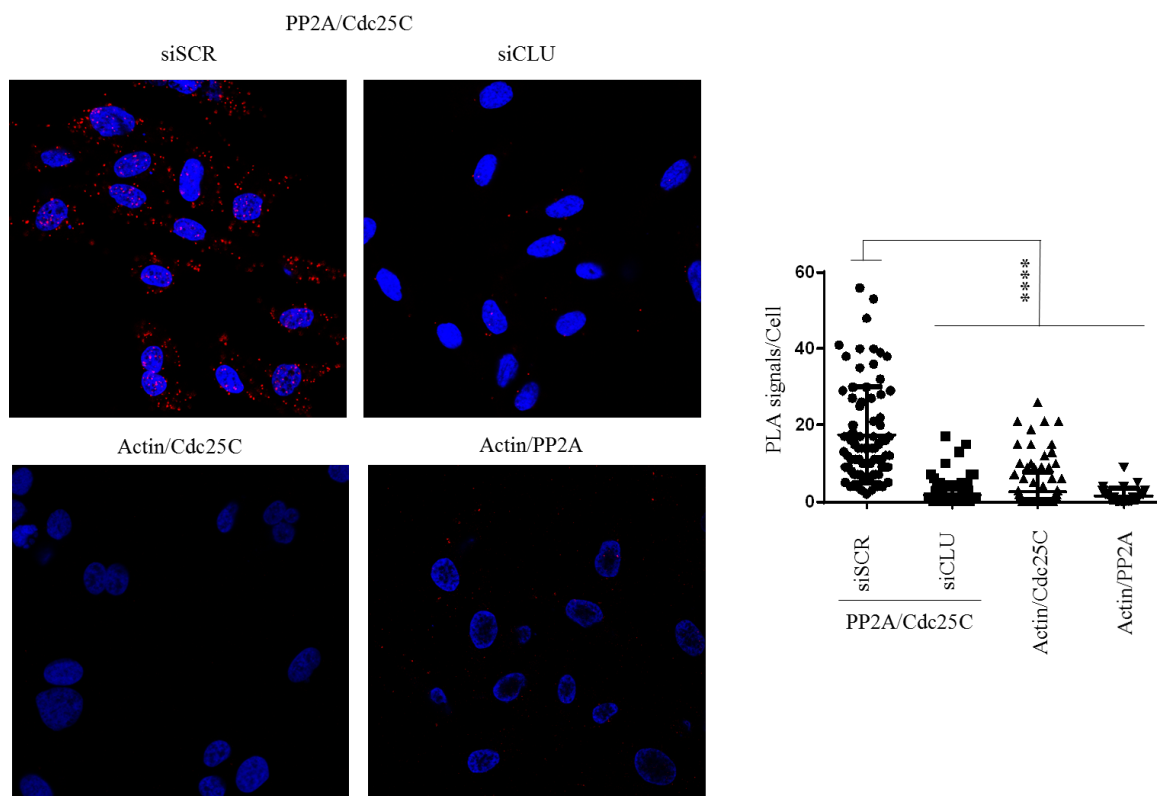 PP2A/Cdc25C
siSCR
siCLU
Actin/Cdc25C
Actin/PP2A
PLA signals/Cell
60
40
20
0
****
siSCR
siCLU
Actin/Cdc25C
Actin/PP2A
PP2A/Cdc25C